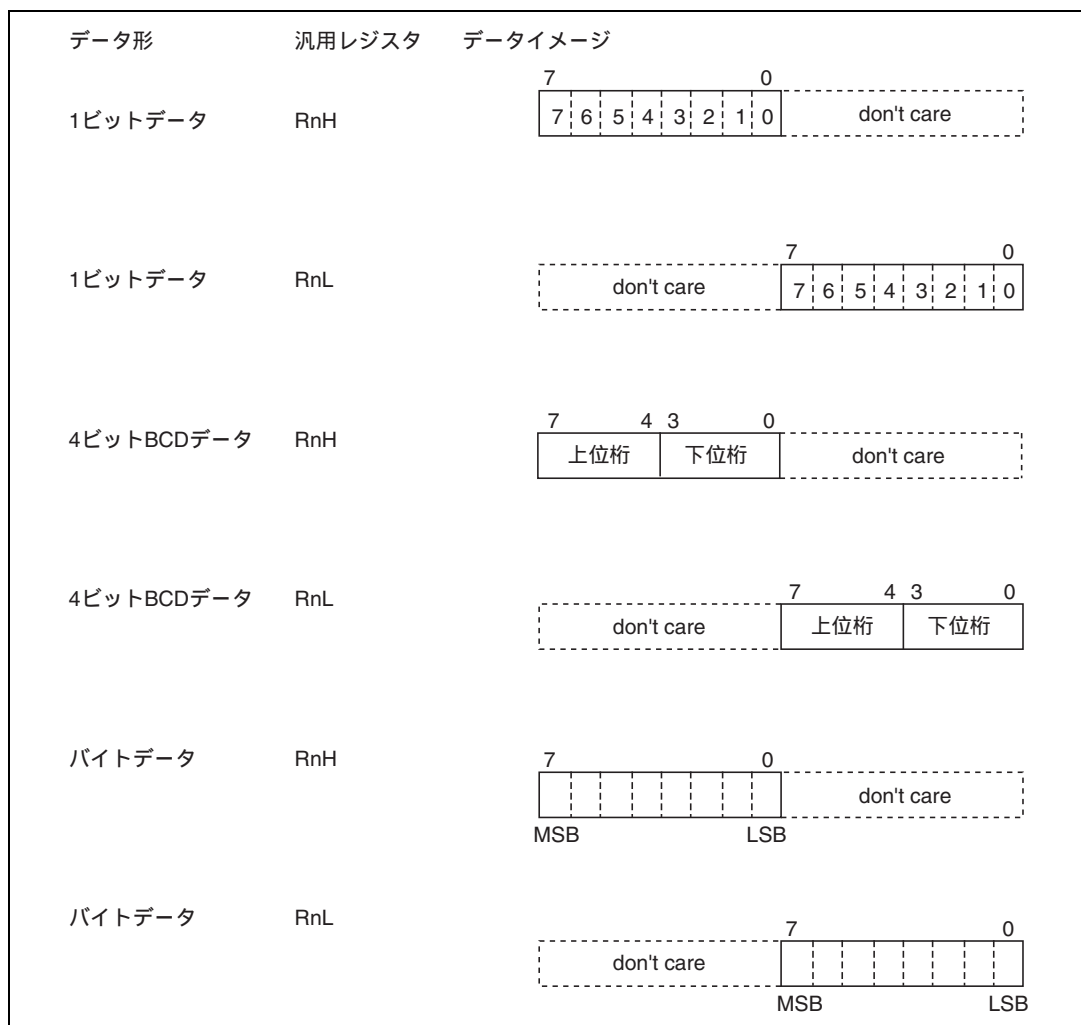 データ形 汎用レジスタ データイメージ
7 0
1ビットデータ RnH 7 6 5 4 3 2 1 0 don't care
7 0
1ビットデータ RnL don't care 7 6 5 4 3 2 1 0
7 4 3 0
4ビットBCDデータ RnH 上位桁 下位桁 don't care
7 4 3 0
4ビットBCDデータ RnL don't care 上位桁 下位桁
バイトデータ RnH 7 0
don't care
MSB LSB
バイトデータ RnL 7 0
don't care
MSB LSB